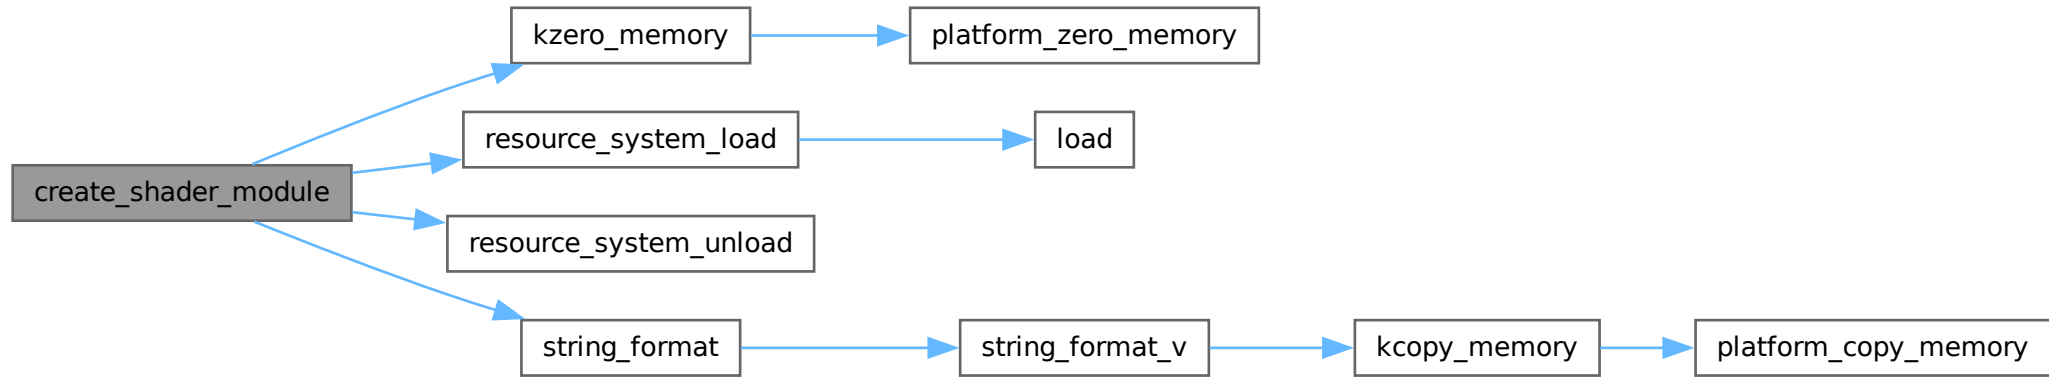 kzero_memory
platform_zero_memory
resource_system_load
load
create_shader_module
resource_system_unload
string_format
string_format_v
kcopy_memory
platform_copy_memory